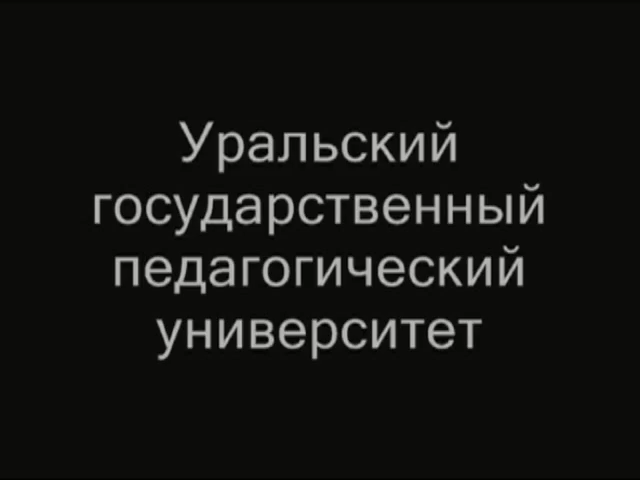 Уральский
государственный
педагогический
университет